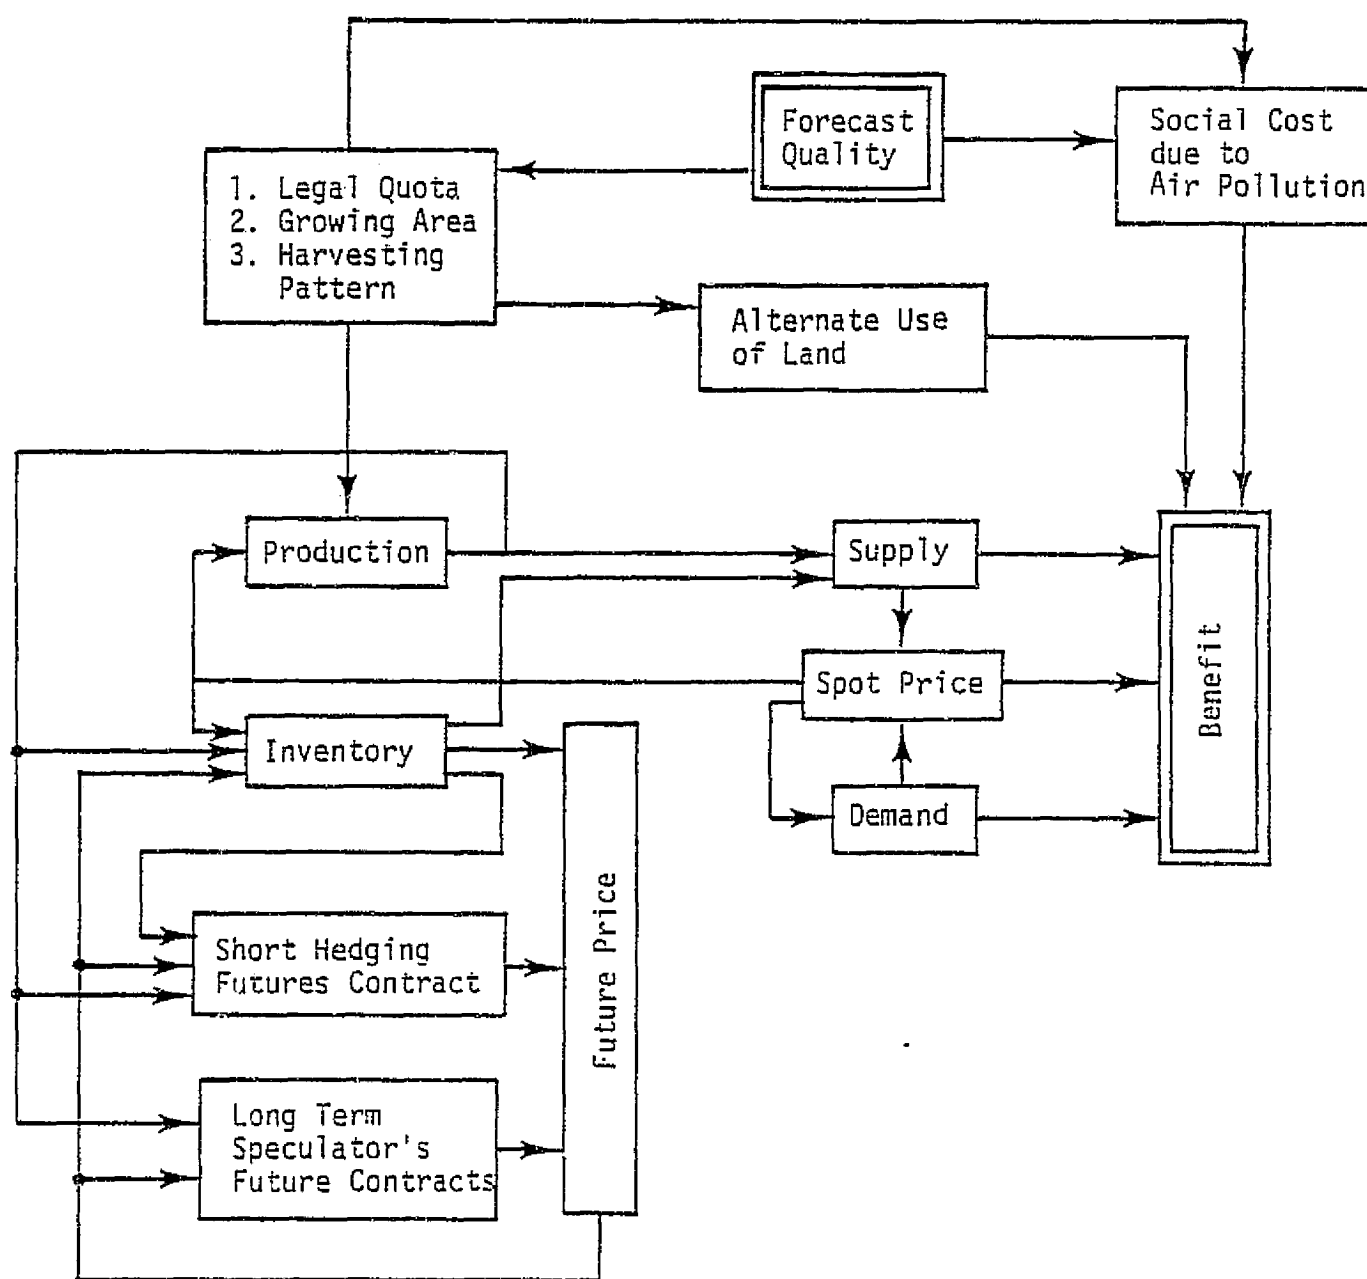 Forecast
Quality
Social Cost
due to
Air Pollution
1. Legal Quota
2. Growing Area
3. Harvesting
Pattern
Alternate Use
of Land
Production
Supply
Spot Price
Inventory
Demand
Benefit
Short Hedging
Futures Contract
Future Price
Long Term
Speculator's
Future Contracts